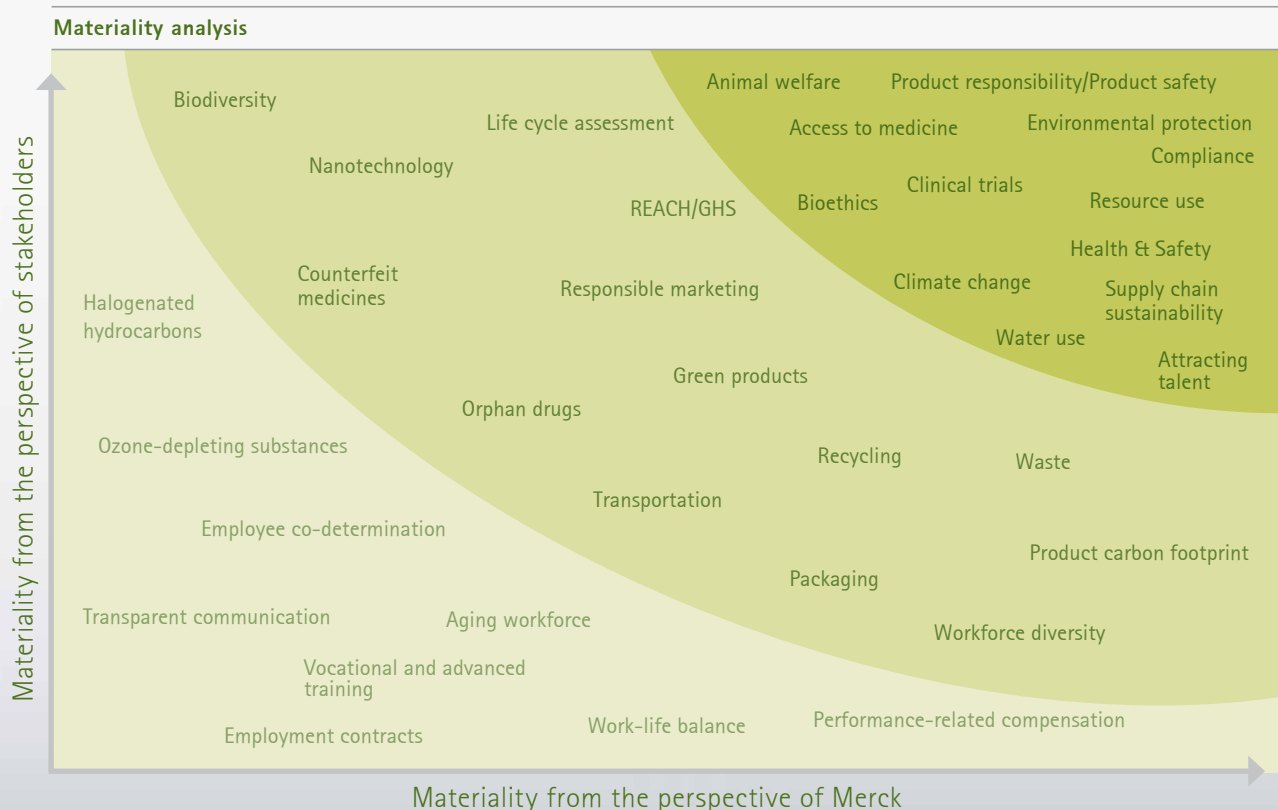 Materiality analysis
Materiality from the perspective of stakeholders
Animal welfare
Product responsibility/Product safety
Biodiversity
Life cycle assessment
Access to medicine
Environmental protection
Compliance
Nanotechnology
Clinical trials
Bioethics
Resource use
REACH/GHS
Health & Safety
Counterfeit
medicines
Responsible marketing
Climate change
Supply chain
sustainability
Halogenated
hydrocarbons
Water use
Attracting
talent
Green products
Orphan drugs
Ozone-depleting substances
Recycling
Waste
Transportation
Employee co-determination
Product carbon footprint
Packaging
Transparent communication
Aging workforce
Workforce diversity
Vocational and advanced
training
Work-life balance
Performance-related compensation
Employment contracts
Materiality from the perspective of Merck